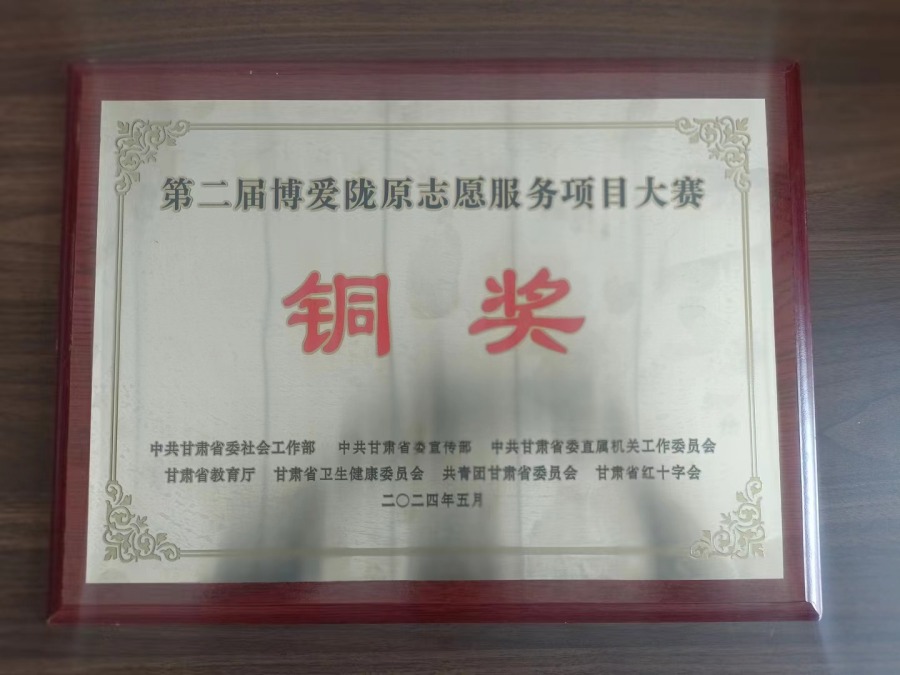 第二届博爱陇原志愿服务项目大赛
铜奖
中共甘肃省委社会工作部 中共甘肃省委宣传部 中共甘肃省委直属机关工作委员会
甘肃省教育厅 甘肃省卫生健康委员会 共青团甘肃省委员会 甘肃省红十字会
二〇二四年五月